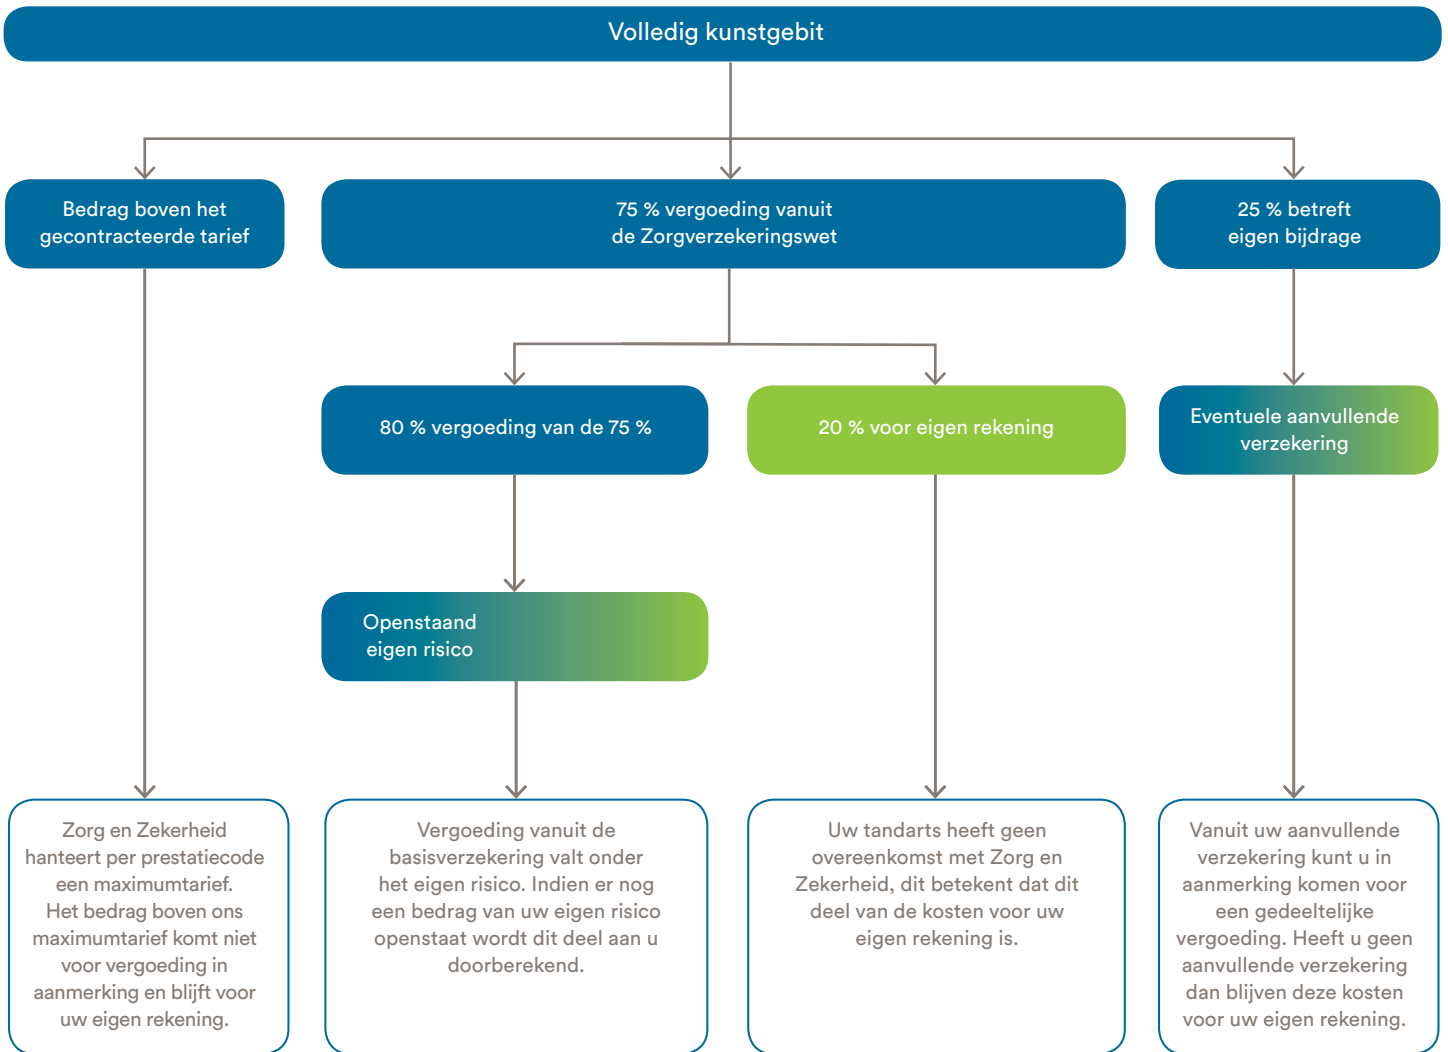 Volledig kunstgebit
Bedrag boven het
gecontracteerde tarief
75 % vergoeding vanuit
de Zorgverzekeringswet
25 % betreft
eigen bijdrage
80 % vergoeding van de 75 %
20 % voor eigen rekening
Eventuele aanvullende
verzekering
Openstaand
eigen risico
Zorg en Zekerheid
hanteert per prestatiecode
een maximumtarief.
Het bedrag boven ons
maximumtarief komt niet
voor vergoeding in
aanmerking en blijft voor
uw eigen rekening.
Vergoeding vanuit de
basisverzekering valt onder
het eigen risico. Indien er nog
een bedrag van uw eigen risico
openstaat wordt dit deel aan u
doorberekend.
Uw tandarts heeft geen
overeenkomst met Zorg en
Zekerheid, dit betekent dat dit
deel van de kosten voor uw
eigen rekening is.
Vanuit uw aanvullende
verzekering kunt u in
aanmerking komen voor
een gedeeltelijke
vergoeding. Heeft u geen
aanvullende verzekering
dan blijven deze kosten
voor uw eigen rekening.